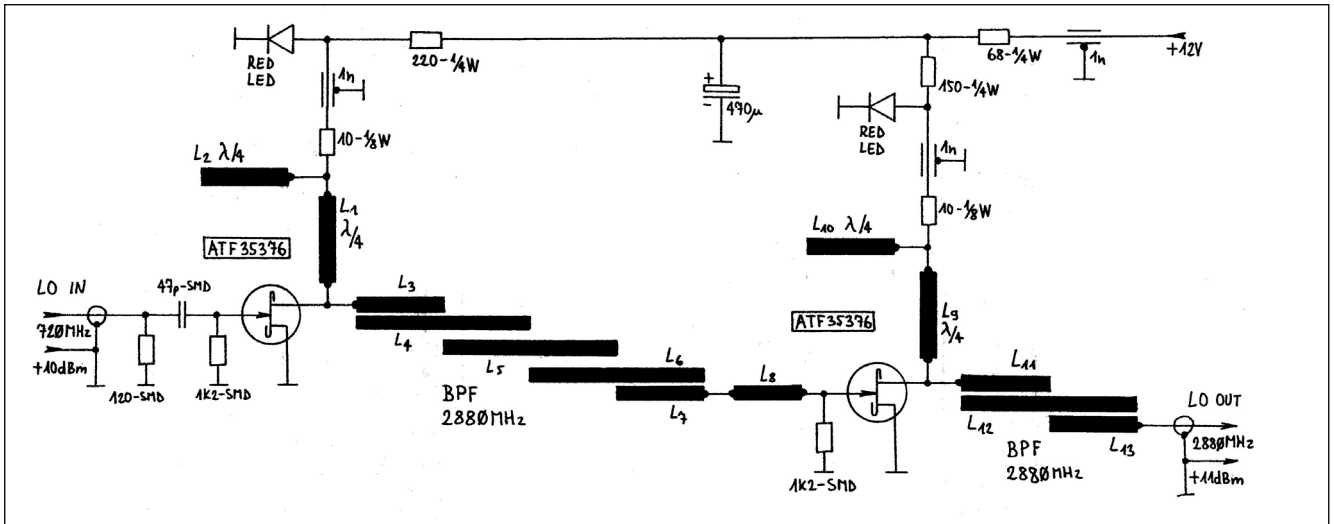 RED
LED
220-¼W
1n
68-¼W
1n
+12V
150-¼W
+
-
470µ
10-⅛W
RED
LED
1n
L2 λ/4
L1
λ/4
10-⅛W
L10 λ/4
ATF35376
LO IN
47p-SMD
L3
L9
λ/4
ATF35376
720MHz
L4
L6
L8
L11
LO OUT
+10dBm
L5
BPF
2880MHz
L7
L12
L13
2880MHz
120-SMD
1K2-SMD
BPF
2880MHz
+11dBm
1K2-SMD